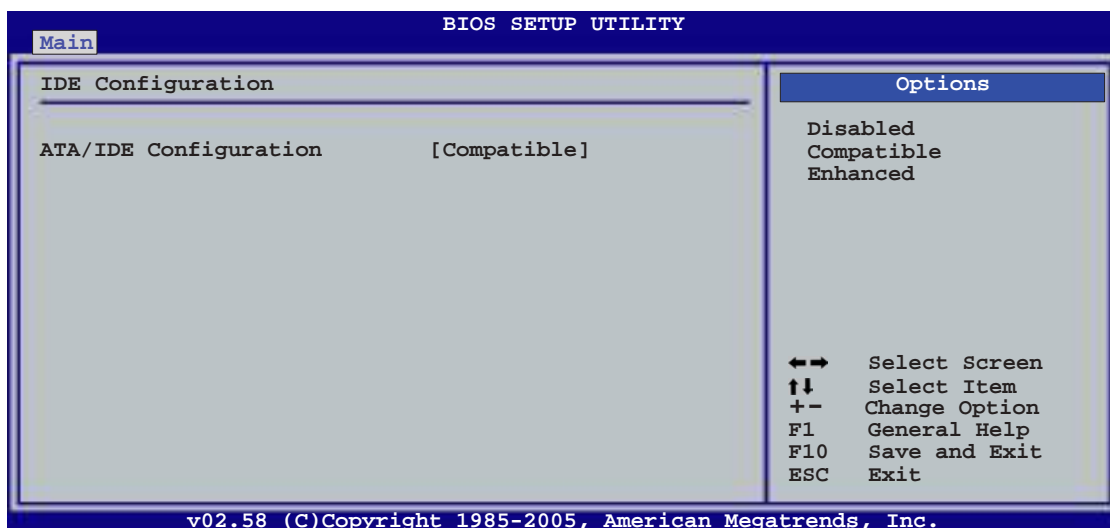 BIOS SETUP UTILITY
Main
IDE Configuration
ATA/IDE Configuration [Compatible]
Options
Disabled
Compatible
Enhanced
←→ Select Screen
↑↓ Select Item
+- Change Option
F1 General Help
F10 Save and Exit
ESC Exit
v02.58 (C)Copyright 1985-2005, American Megatrends, Inc.